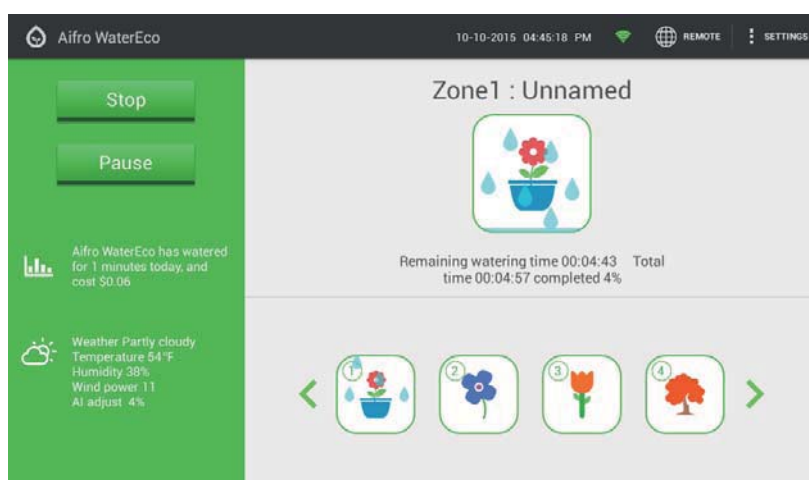 Aifro WaterEco
10-10-2015 04:45:18 PM
REMOTE
SETTINGS
Stop
Pause
Aifro WaterEco has watered
for 1 minutes today, and
cost $0.06
Weather Partly cloudy
Temperature 54°F
Humidity 38%
Wind power 11
AI adjust 4%
Zone1 : Unnamed
Remaining watering time 00:04:43 Total
time 00:04:57 completed 4%
1
2
3
4